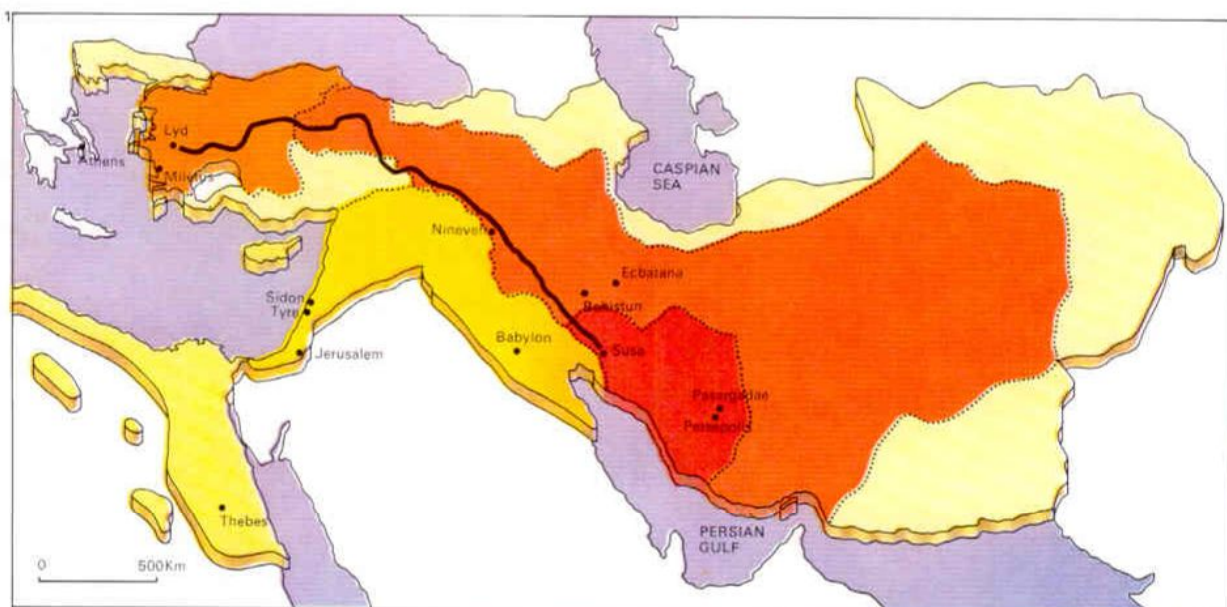 1
Lyd
Athens
Miletus
CASPIAN
SEA
Nineveh
Ecbatana
Behistun
Sidon
Tyre
Jerusalem
Babylon
Susa
Pasargadae
Persepolis
Thebes
PERSIAN
GULF
0 500Km